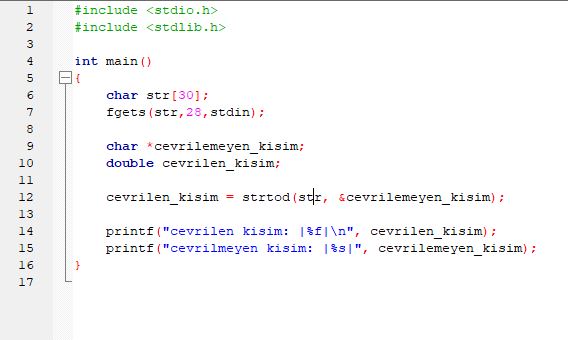 1 #include <stdio.h>
2 #include <stdlib.h>
3
4 int main()
5 {
6 char str[30];
7 fgets(str,28,stdin);
8
9 char *cevrilemeyen_kisim;
10 double cevrilen_kisim;
11
12 cevrilen_kisim = strtod(str, &cevrilemeyen_kisim);
13
14 printf("cevrilen kisim: |%f|\n", cevrilen_kisim);
15 printf("cevrilmeyen kisim: |%s|", cevrilemeyen_kisim);
16 }
17